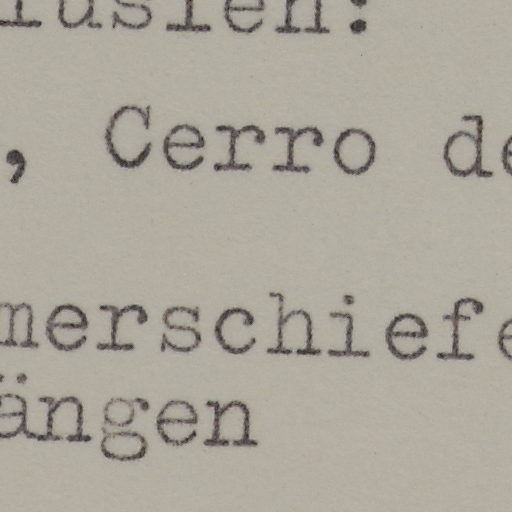 , Cerro de
merschiefe
ängen